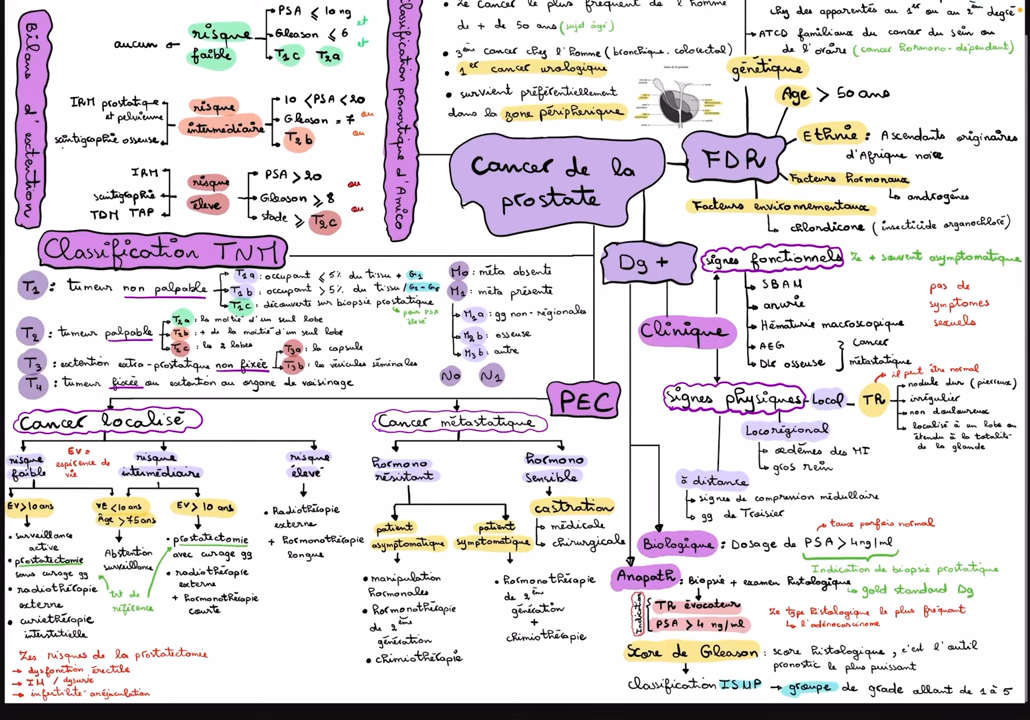 Bilans d'extention
aucun
risque
faible
PSA ≤ 10 ng
et
Gleason ≤ 6
et
T1c T2a
IRM prostatique
et pelvienne
scintigraphie osseuse
risque
intermédiaire
10 < PSA < 20
ou
Gleason = 7
ou
T2b
IRM
scintigraphie
TDM TAP
risque
élevé
PSA > 20
ou
Gleason ≥ 8
ou
stade ≥ T2c
Classification pronostique d'Amico
Le cancer le plus fréquent de l'homme
de + de 50 ans (sujet âgé)
3ème cancer chez l'homme (bronchique, colorectal)
1er cancer urologique
survient préférentiellement
dans la zone périphérique
Cancer de la
prostate
FDR
génétique
chez des apparentés au 1er ou au 2ème degré
ATCD familiaux du cancer du sein ou
de l'ovaire (cancer hormono-dépendant)
Age > 50 ans
Ethnie : Ascendants originaires
d'Afrique noire
Facteurs hormonaux
androgènes
Facteurs environnementaux
chlordécone (insecticide organochloré)
Classification TNM
T1 : tumeur non palpable
T1a : occupant ≤ 5% du tissu + G1
T1b : occupant > 5% du tissu / G2-G4
T1c : découverte sur biopsie prostatique
pour PSA
élevé
T2 : tumeur palpable
T2a : la moitié d'un seul lobe
T2b : + de la moitié d'un seul lobe
T2c : les 2 lobes
T3 : extention extra-prostatique non fixée
T3a : la capsule
T3b : les vésicules séminales
T4 : tumeur fixée ou extention au organe de voisinage
M0 : méta absente
M1 : méta présente
M1a : gg non-régionales
M1b : osseuse
M1b : autre
N0 N1
Dg +
Clinique
signes fonctionnels
Le + souvent asymptomatique
SBAM
anurie
Hématurie macroscopique
AEG
Dlr osseuse
cancer
métastatique
pas de
symptomes
sexuels
Signes physiques
Local
TR
il peut être normal
nodule dur (pierreux)
irrégulier
non douloureux
localisé à un lobe ou
étendu à la totalité
de la glande
Locorégional
œdèmes des MI
gros rein
à distance
signes de compression médullaire
gg de Troisier
Biologique : Dosage de PSA > 4ng/ml
taux parfois normal
Indication de biopsie prostatique
Anapath : Biopsie + examen histologique
gold standard Dg
Indication
TR évocateur
PSA > 4 ng/ml
Le type histologique le plus fréquent
l'adénocarcinome
Score de Gleason : score histologique, c'est l'outil
pronostic le plus puissant
classification ISUP → groupe de grade allant de 1 à 5
PEC
Cancer localisé
EV =
espérance de
vie
risque
faible
risque
intermédiaire
risque
élevé
EV > 10 ans
VE < 10 ans
Âge > 75 ans
EV > 10 ans
surveillance
active
prostatectomie
sans curage gg
radiothérapie
externe
curiethérapie
interstitielle
Abstention
surveillance
ttt de
référence
prostatectomie
avec curage gg
radiothérapie
externe
+ hormonothérapie
courte
Radiothérapie
externe
+ hormonothérapie
longue
Les risques de la prostatectomie
→ dysfonction érectile
→ IM / dysurie
→ infertilité-anéjaculation
Cancer métastatique
hormono
résistant
hormono
sensible
patient
asymptomatique
patient
symptomatique
castration
médicale
chirurgicale
manipulation
hormonales
Hormonothérapie
de 2ème
génération
chimiothérapie
Hormonothérapie
de 2ème
génération
+
chimiothérapie